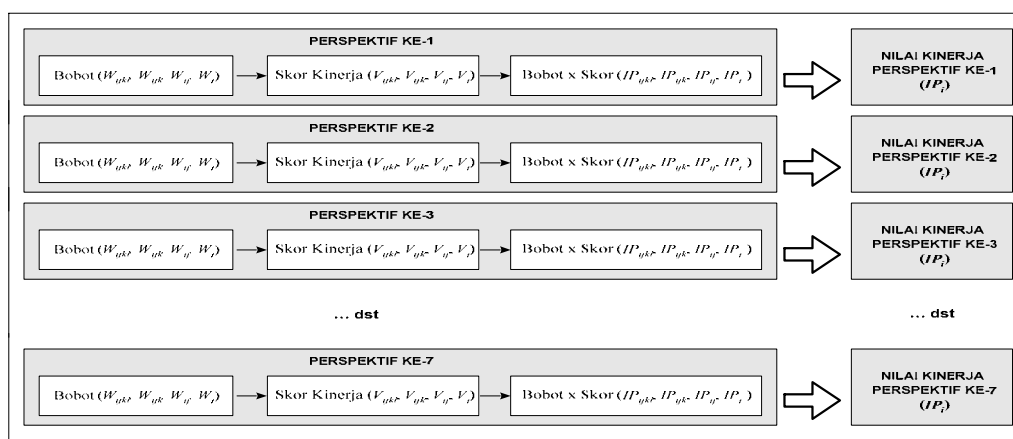 PERSPEKTIF KE-1
Bobot (W_ijkl, W_ijk, W_ij, W_i)
Skor Kinerja (V_ijkl, V_ijk, V_ij, V_i)
Bobot x Skor (IP_ijkl, IP_ijk, IP_ij, IP_i)
NILAI KINERJA
PERSPEKTIF KE-1
(IP_i)
PERSPEKTIF KE-2
Bobot (W_ijkl, W_ijk, W_ij, W_i)
Skor Kinerja (V_ijkl, V_ijk, V_ij, V_i)
Bobot x Skor (IP_ijkl, IP_ijk, IP_ij, IP_i)
NILAI KINERJA
PERSPEKTIF KE-2
(IP_i)
PERSPEKTIF KE-3
Bobot (W_ijkl, W_ijk, W_ij, W_i)
Skor Kinerja (V_ijkl, V_ijk, V_ij, V_i)
Bobot x Skor (IP_ijkl, IP_ijk, IP_ij, IP_i)
NILAI KINERJA
PERSPEKTIF KE-3
(IP_i)
... dst
... dst
PERSPEKTIF KE-7
Bobot (W_ijkl, W_ijk, W_ij, W_i)
Skor Kinerja (V_ijkl, V_ijk, V_ij, V_i)
Bobot x Skor (IP_ijkl, IP_ijk, IP_ij, IP_i)
NILAI KINERJA
PERSPEKTIF KE-7
(IP_i)